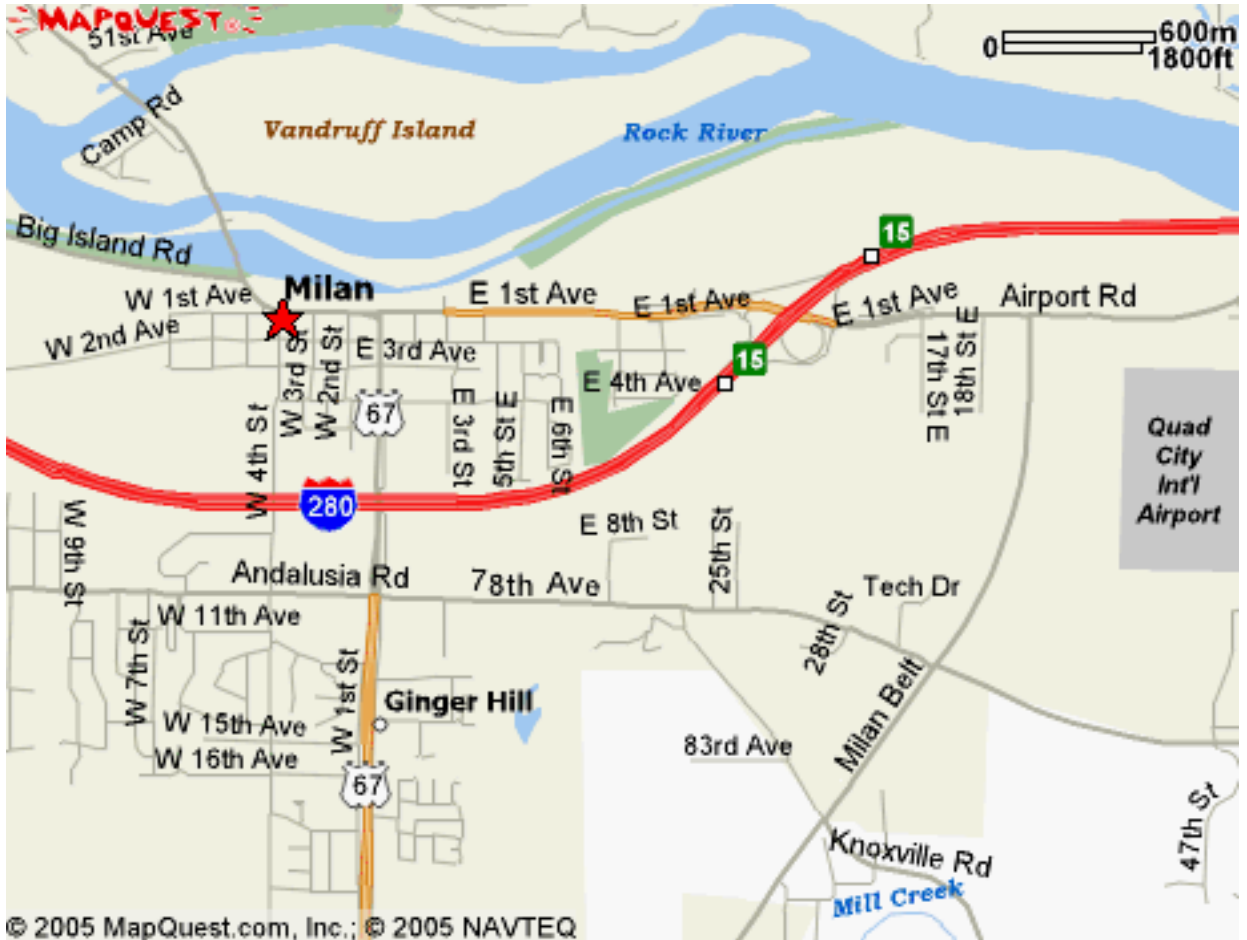 MAPQUEST
51st Ave
0
600m
1800ft
Camp Rd
Vandruff Island
Rock River
Big Island Rd
15
W 1st Ave
Milan
E 1st Ave
E 1st Ave
E 1st Ave
Airport Rd
W 2nd Ave
W 3rd St
W 2nd St
E 3rd Ave
15
17th St E
18th St E
E 4th Ave
67
W 4th St
E 3rd St
5th St E
E 6th St
Quad
City
Int'l
Airport
280
W 9th St
E 8th St
25th St
Andalusia Rd
78th Ave
Tech Dr
W 11th Ave
28th St
W 7th St
W 1st St
Ginger Hill
Milan Belt
W 15th Ave
83rd Ave
W 16th Ave
67
47th St
Knoxville Rd
Mill Creek
© 2005 MapQuest.com, Inc.; © 2005 NAVTEQ